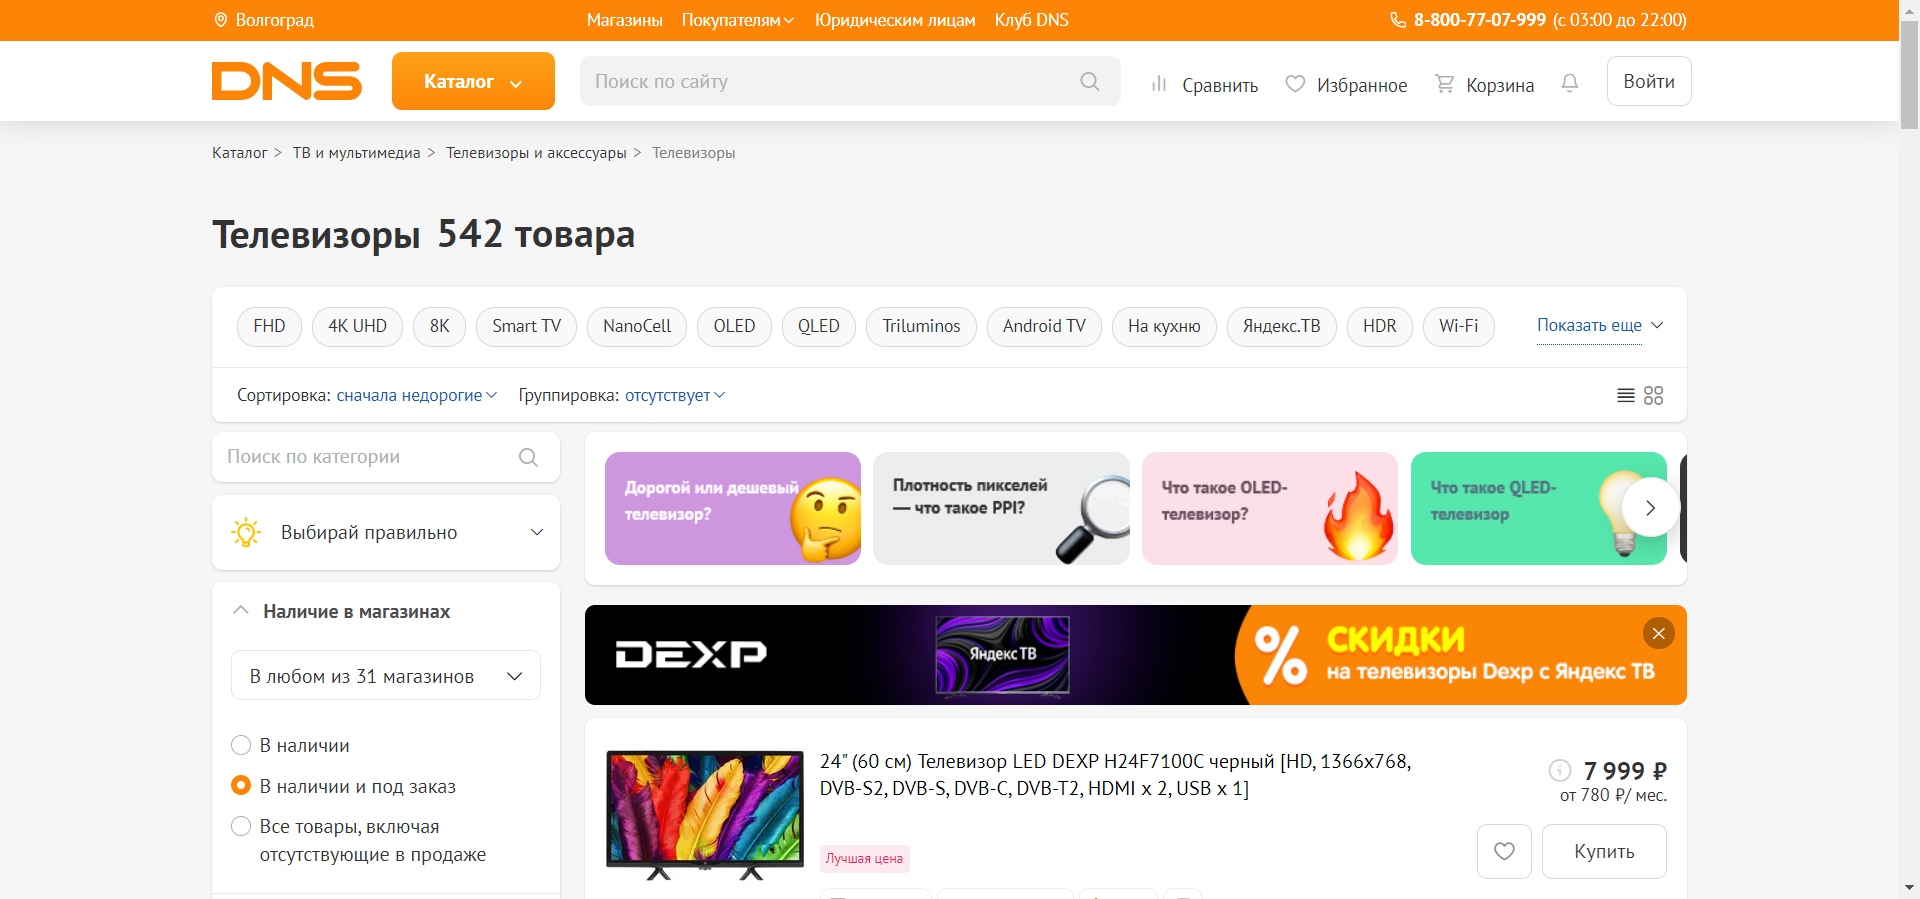 Волгоград
Магазины Покупателям Юридическим лицам Клуб DNS
8-800-77-07-999 (с 03:00 до 22:00)
DNS
Каталог
Поиск по сайту
Сравнить
Избранное
Корзина
Войти
Каталог > ТВ и мультимедиа > Телевизоры и аксессуары > Телевизоры
Телевизоры 542 товара
FHD 4K UHD 8K Smart TV NanoCell OLED QLED Triluminos Android TV На кухню Яндекс.ТВ HDR Wi-Fi Показать еще
Сортировка: сначала недорогие Группировка: отсутствует
Поиск по категории
Выбирай правильно
Наличие в магазинах
В любом из 31 магазинов
В наличии
В наличии и под заказ
Все товары, включая
отсутствующие в продаже
Дорогой или дешевый
телевизор?
Плотность пикселей
— что такое PPI?
Что такое OLED-
телевизор?
Что такое QLED-
телевизор
DEXP
Яндекс ТВ
%
СКИДКИ
на телевизоры Dexp с Яндекс ТВ
24" (60 см) Телевизор LED DEXP H24F7100C черный [HD, 1366x768,
DVB-S2, DVB-S, DVB-C, DVB-T2, HDMI x 2, USB x 1]
Лучшая цена
7 999 ₽
от 780 ₽/ мес.
Купить